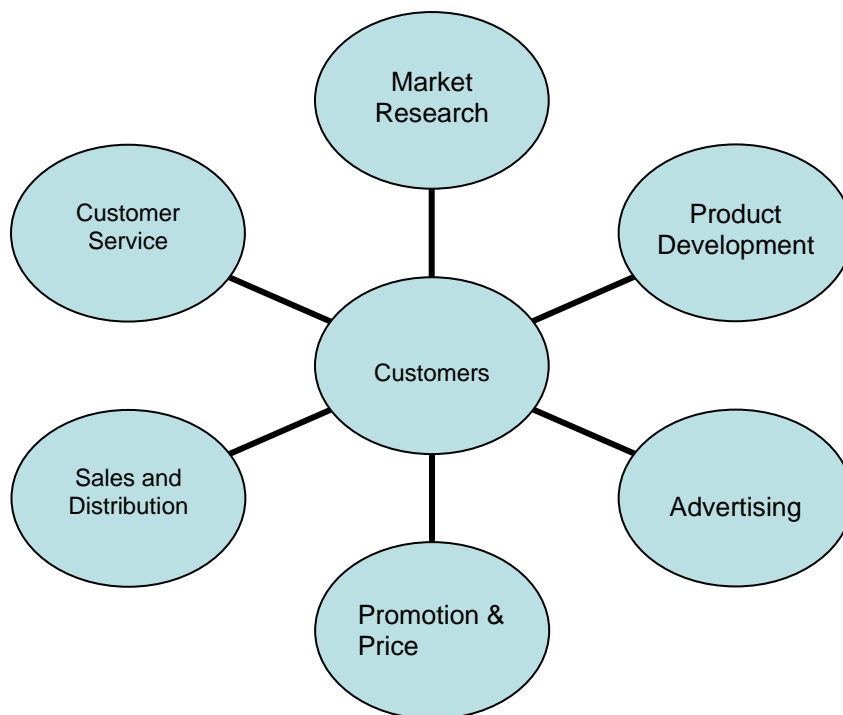 Market
Research
Customer
Service
Product
Development
Customers
Sales and
Distribution
Advertising
Promotion &
Price